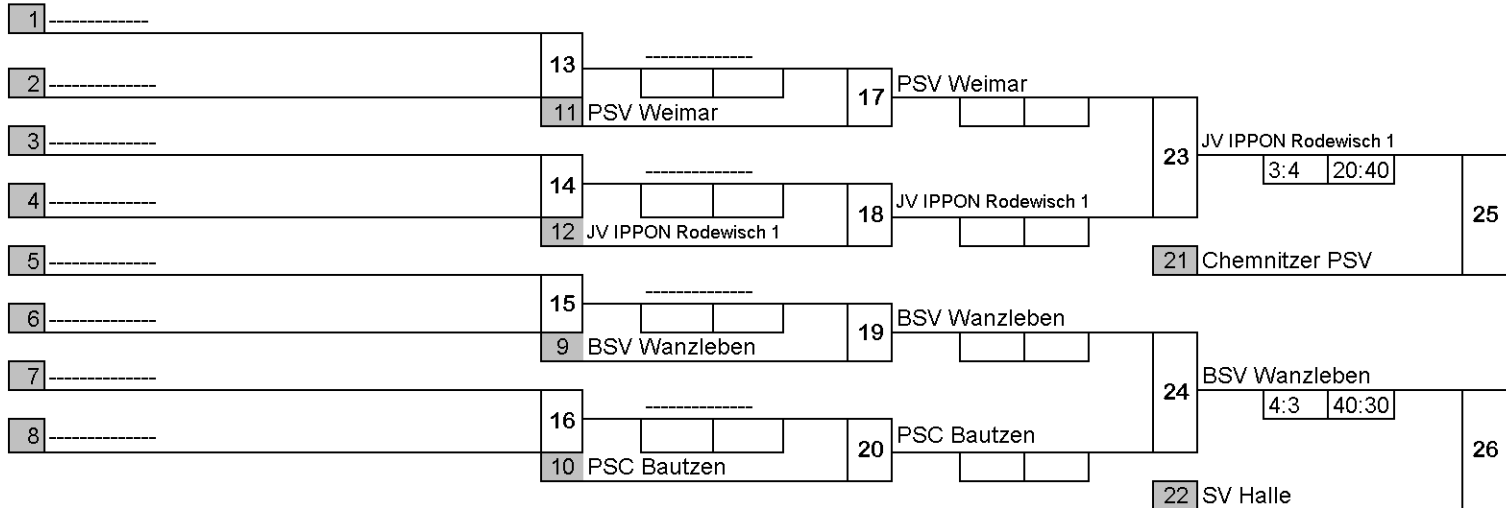 1 -------------
13 --------------
2 --------------
17 PSV Weimar
11 PSV Weimar
3 --------------
23 JV IPPON Rodewisch 1
3:4 20:40
14 --------------
4 --------------
18 JV IPPON Rodewisch 1
25
12 JV IPPON Rodewisch 1
5 --------------
21 Chemnitzer PSV
15 --------------
6 --------------
19 BSV Wanzleben
9 BSV Wanzleben
7 --------------
24 BSV Wanzleben
4:3 40:30
16 --------------
8 --------------
20 PSC Bautzen
26
10 PSC Bautzen
22 SV Halle